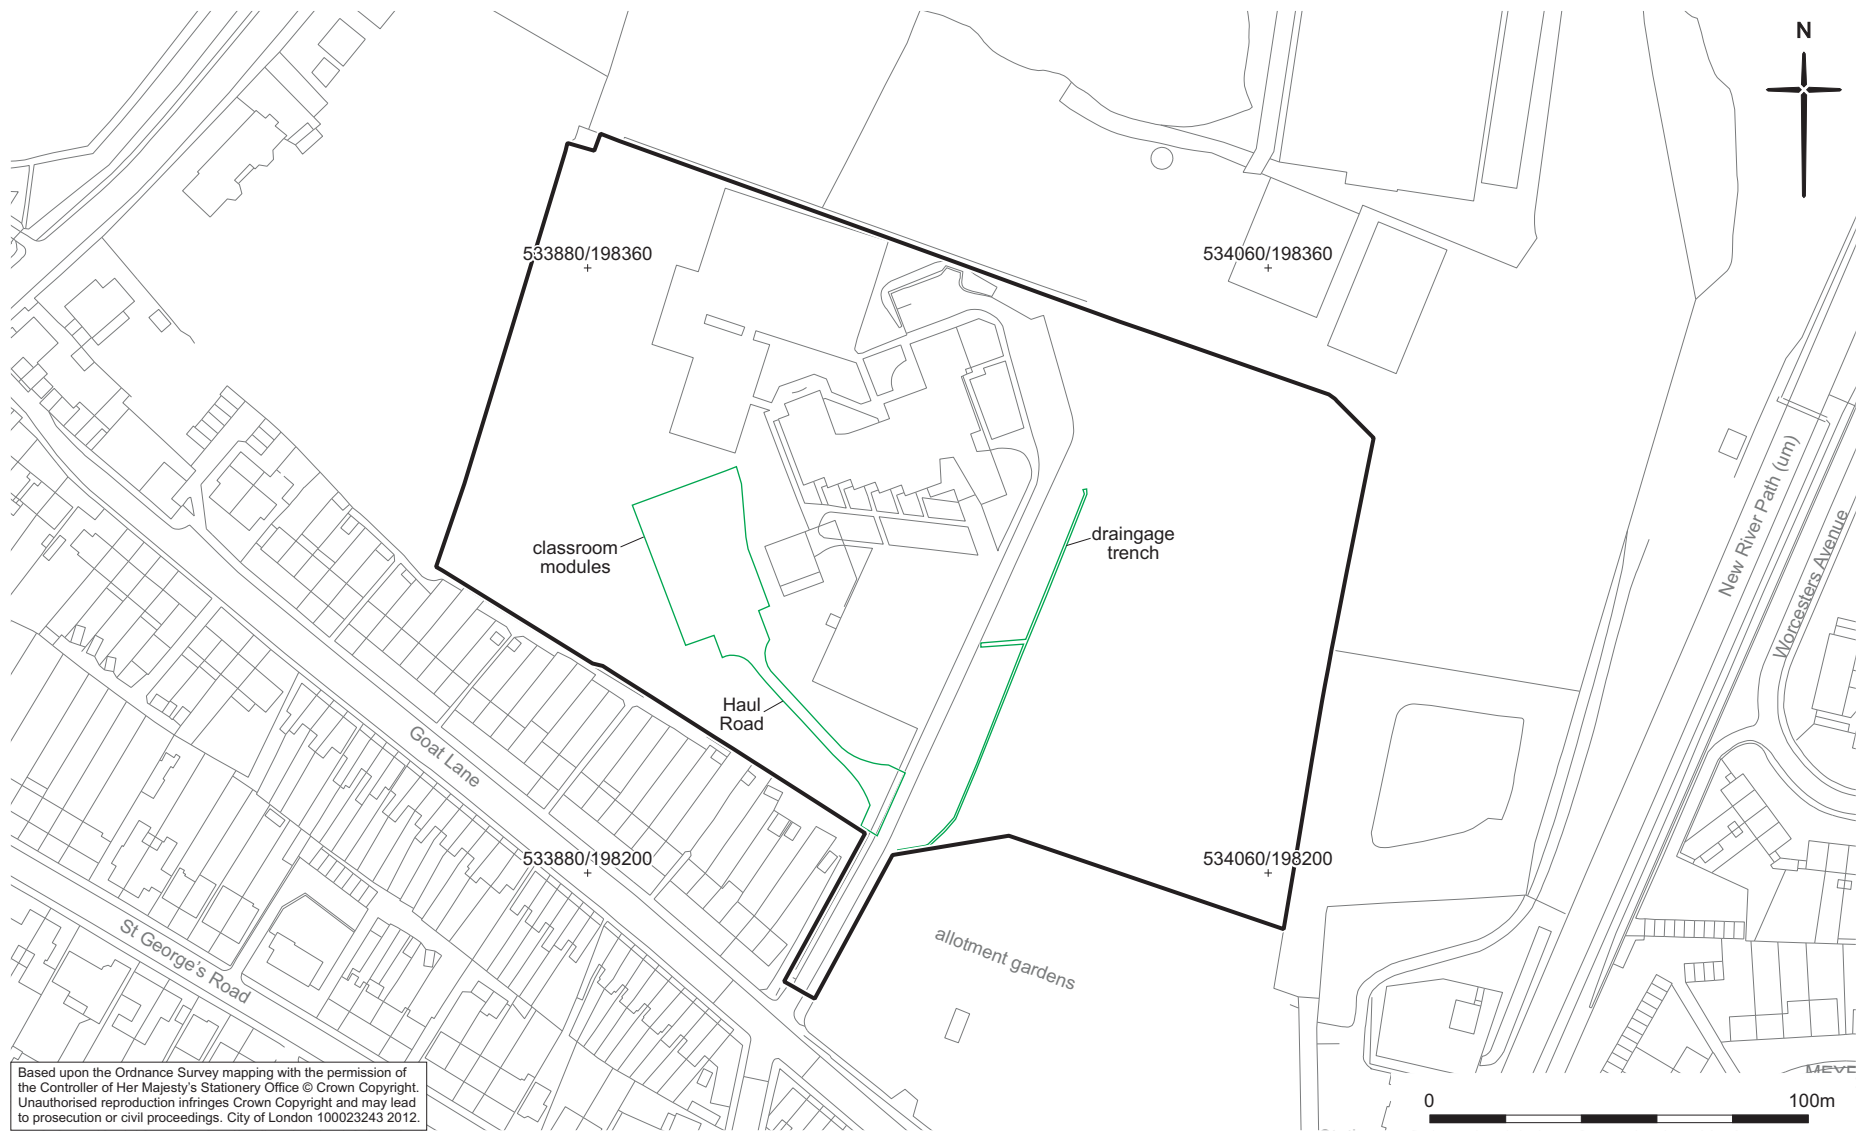 N
533880/198360
534060/198360
New River Path (um)
Worcesters Avenue
classroom
modules
draingage
trench
Haul
Road
Goat Lane
533880/198200
534060/198200
St George's Road
allotment gardens
Based upon the Ordnance Survey mapping with the permission of
the Controller of Her Majesty's Stationery Office © Crown Copyright.
Unauthorised reproduction infringes Crown Copyright and may lead
to prosecution or civil proceedings. City of London 100023243 2012.
0
100m